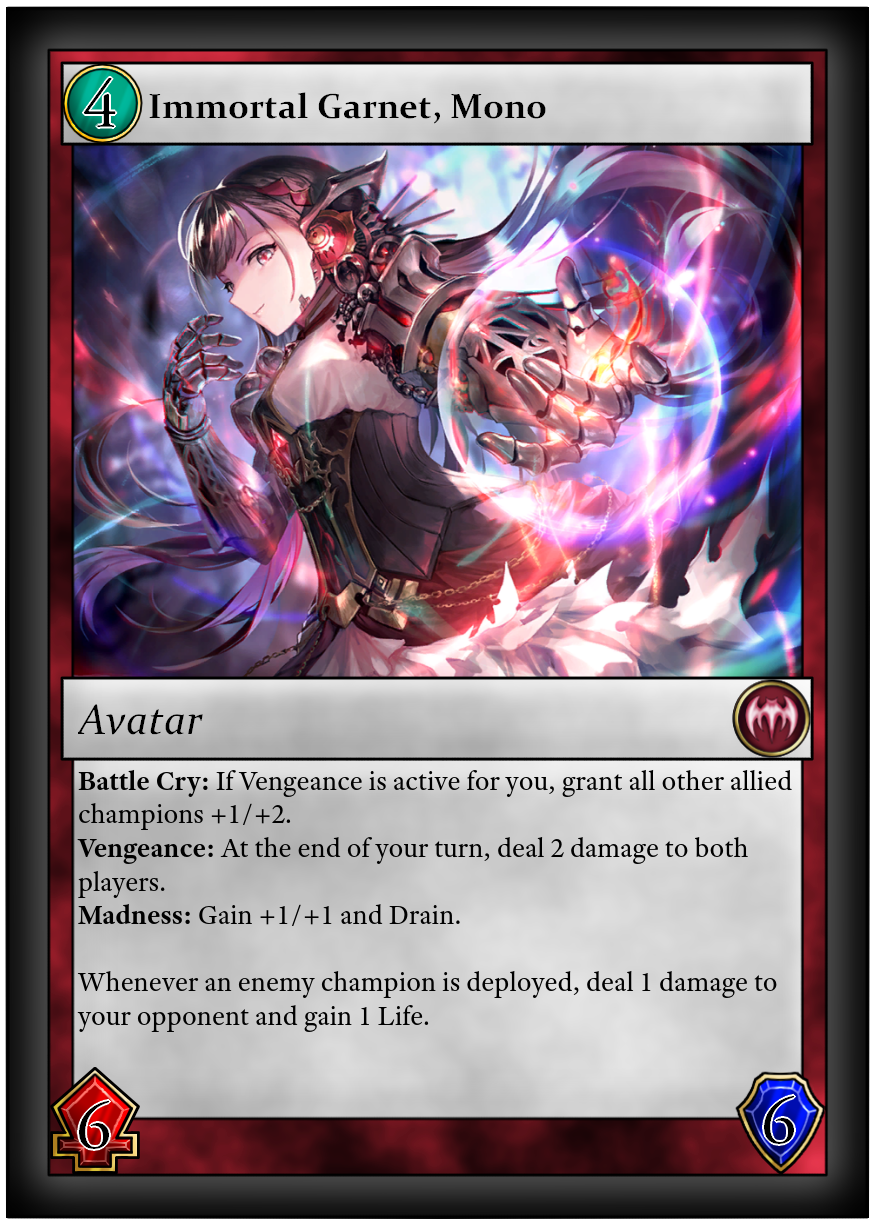 4
Immortal Garnet, Mono
Avatar
Battle Cry: If Vengeance is active for you, grant all other allied
champions +1/+2.
Vengeance: At the end of your turn, deal 2 damage to both
players.
Madness: Gain +1/+1 and Drain.
Whenever an enemy champion is deployed, deal 1 damage to
your opponent and gain 1 Life.
6
6